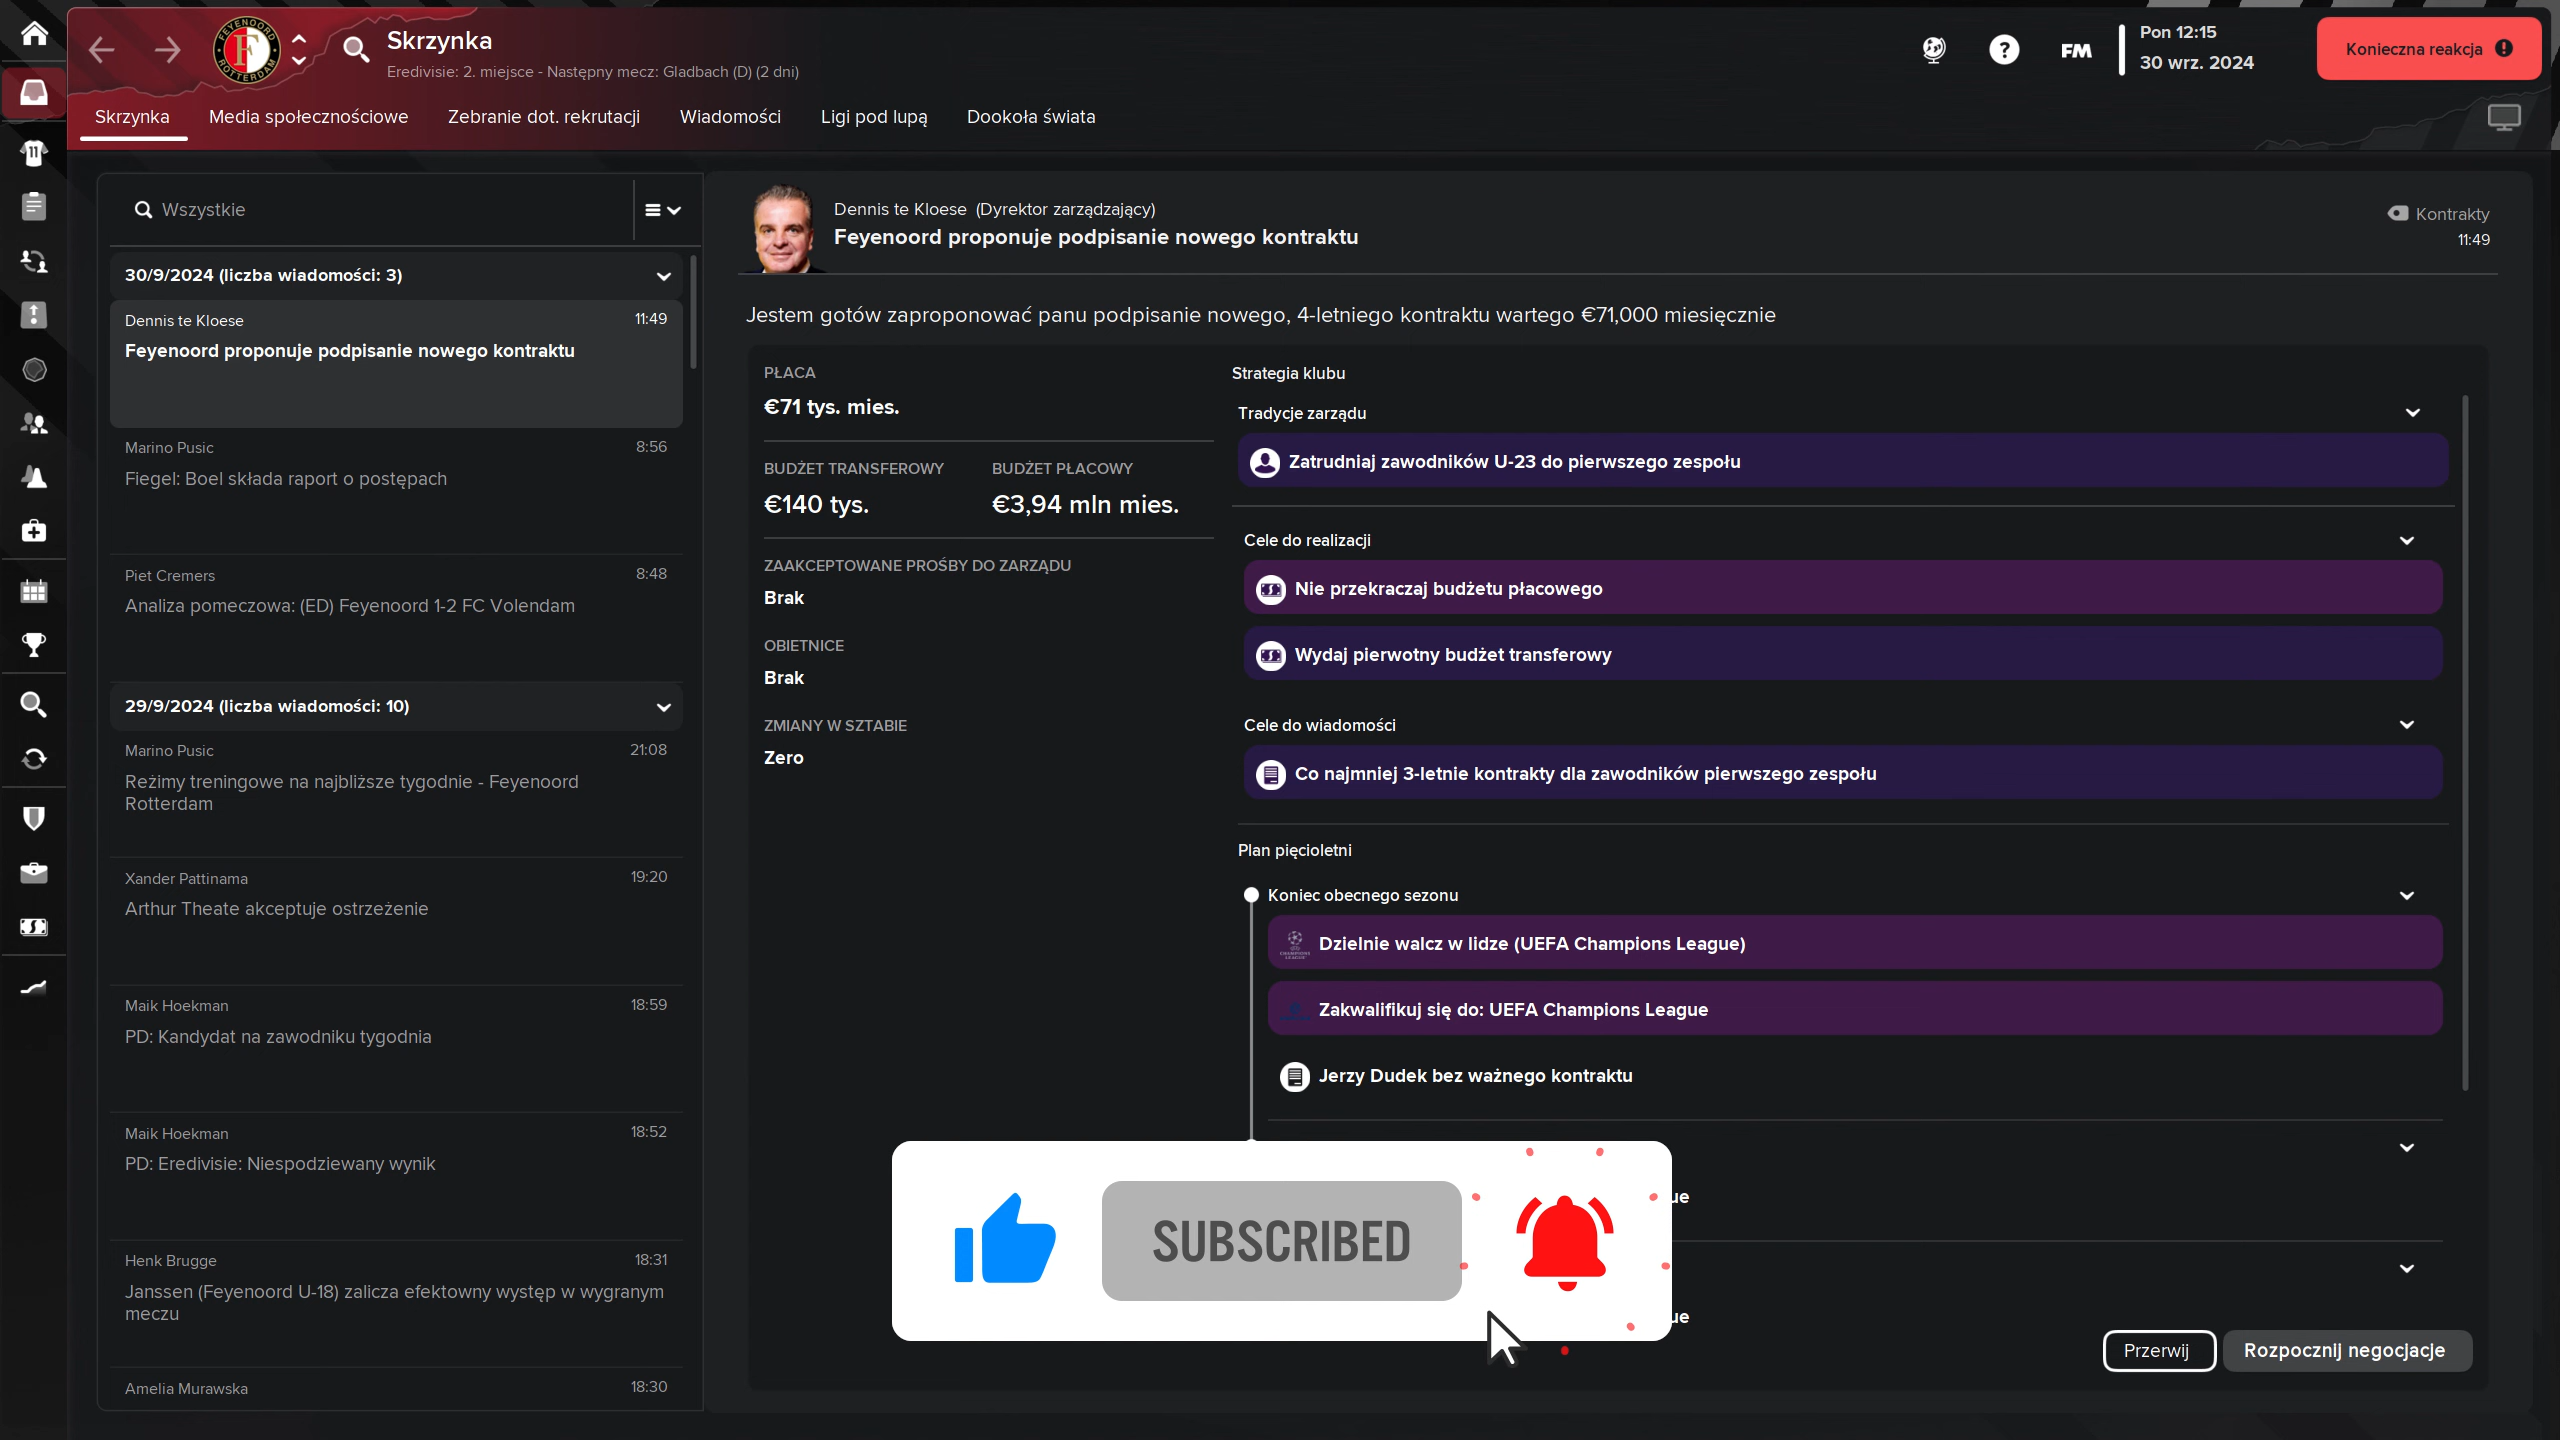 Skrzynka
Eredivisie: 2. miejsce - Następny mecz: Gladbach (D) (2 dni)
FM
Pon 12:15
30 wrz. 2024
Konieczna reakcja
Skrzynka
Media społecznościowe
Zebranie dot. rekrutacji
Wiadomości
Ligi pod lupą
Dookoła świata
Wszystkie
30/9/2024 (liczba wiadomości: 3)
Dennis te Kloese
11:49
Feyenoord proponuje podpisanie nowego kontraktu
Marino Pusic
8:56
Fiegel: Boel składa raport o postępach
Piet Cremers
8:48
Analiza pomeczowa: (ED) Feyenoord 1-2 FC Volendam
29/9/2024 (liczba wiadomości: 10)
Marino Pusic
21:08
Reżimy treningowe na najbliższe tygodnie - Feyenoord
Rotterdam
Xander Pattinama
19:20
Arthur Theate akceptuje ostrzeżenie
Maik Hoekman
18:59
PD: Kandydat na zawodniku tygodnia
Maik Hoekman
18:52
PD: Eredivisie: Niespodziewany wynik
Henk Brugge
18:31
Janssen (Feyenoord U-18) zalicza efektowny występ w wygranym
meczu
Amelia Murawska
18:30
Dennis te Kloese (Dyrektor zarządzający)
Feyenoord proponuje podpisanie nowego kontraktu
Kontrakty
11:49
Jestem gotów zaproponować panu podpisanie nowego, 4-letniego kontraktu wartego €71,000 miesięcznie
PŁACA
€71 tys. mies.
BUDŻET TRANSFEROWY
BUDŻET PŁACOWY
€140 tys.
€3,94 mln mies.
ZAAKCEPTOWANE PROŚBY DO ZARZĄDU
Brak
OBIETNICE
Brak
ZMIANY W SZTABIE
Zero
Strategia klubu
Tradycje zarządu
Zatrudniaj zawodników U-23 do pierwszego zespołu
Cele do realizacji
Nie przekraczaj budżetu płacowego
Wydaj pierwotny budżet transferowy
Cele do wiadomości
Co najmniej 3-letnie kontrakty dla zawodników pierwszego zespołu
Plan pięcioletni
Koniec obecnego sezonu
Dzielnie walcz w lidze (UEFA Champions League)
Zakwalifikuj się do: UEFA Champions League
Jerzy Dudek bez ważnego kontraktu
ue
ue
SUBSCRIBED
Przerwij
Rozpocznij negocjacje